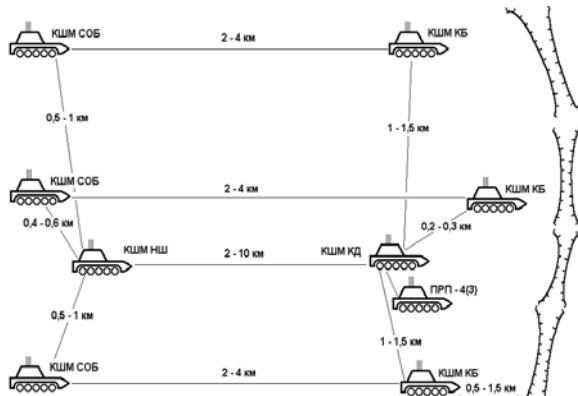 КШМ СОБ
2 - 4 км
КШМ КБ
0,5 - 1 км
1 - 1,5 км
КШМ СОБ
2 - 4 км
КШМ КБ
0,4 - 0,6 км
0,2 - 0,3 км
КШМ НШ
2 - 10 км
КШМ КД
ПРП - 4(3)
0,5 - 1 км
1 - 1,5 км
КШМ СОБ
2 - 4 км
КШМ КБ
0,5 - 1,5 км